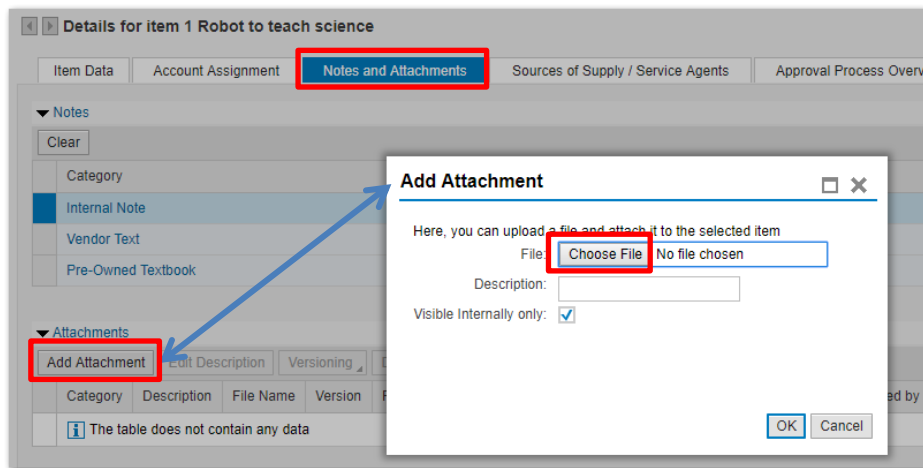 Details for item 1 Robot to teach science
Item Data Account Assignment Notes and Attachments Sources of Supply / Service Agents Approval Process
Notes
Clear
Category
Internal Note
Vendor Text
Pre-Owned Textbook
Add Attachment
Here, you can upload a file and attach it to the selected item
File: Choose File No file chosen
Description:
Visible Internally only:
OK Cancel
Attachments
Add Attachment Edit Description Versioning
Category Description File Name Version ed by
The table does not contain any data